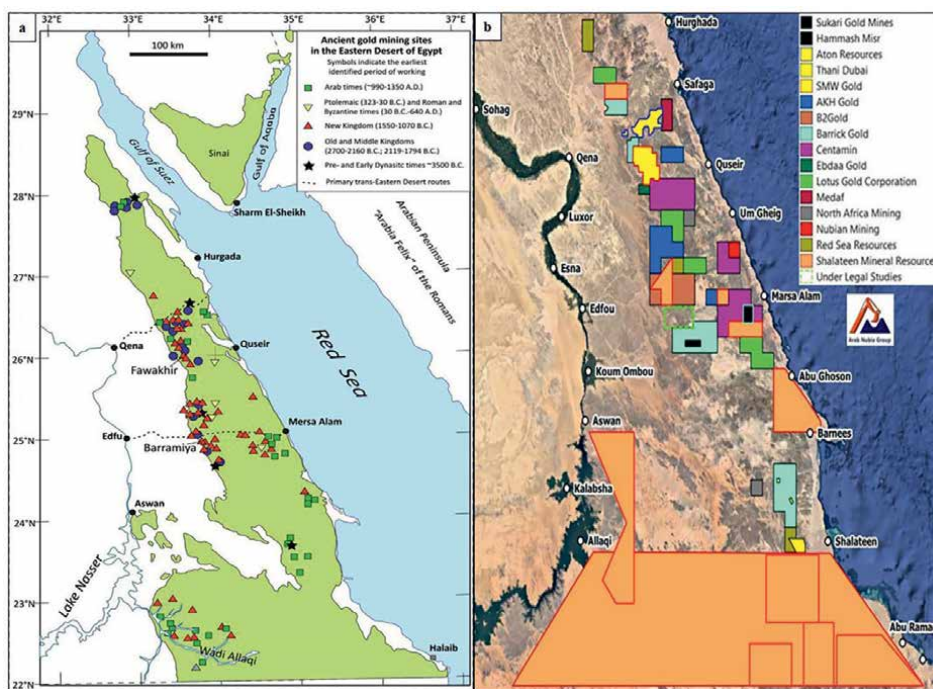 a
32°E
33°
34°
35°E
36°
37°E
100 km
Ancient gold mining sites
in the Eastern Desert of Egypt
Symbols indicate the earliest
identified period of working
Arab times (~990-1350 A.D.)
Ptolemaic (323-30 B.C.) and Roman and
Byzantine times (30 B.C.-640 A.D.)
New Kingdom (1550-1070 B.C.)
Old and Middle Kingdoms
(2700-2160 B.C.; 2119-1794 B.C.)
Pre- and Early Dynasitc times ~3500 B.C.
Primary trans-Eastern Desert routes
29°N
28°N
27°N
26°N
25°N
24°N
23°N
22°N
Sinai
Gulf of Suez
Gulf of Aqaba
Sharm El-Sheikh
Arabian Peninsula
"Arabia Felix" of the Romans
Hurgada
Red Sea
Qena
Quseir
Fawakhir
Mersa Alam
Edfu
Barramiya
Aswan
Lake Nasser
Wadi Allaqi
Halaib
b
Hurghada
Safaga
Sohag
Qena
Quseir
Luxor
Um Gheig
Esna
Edfou
Marsa Alam
Koum Ombou
Abu Ghoson
Aswan
Barnees
Kalabsha
Allaqi
Shalateen
Abu Rama
Sukari Gold Mines
Hammash Misr
Aton Resources
Thani Dubai
SMW Gold
AKH Gold
B2Gold
Barrick Gold
Centamin
Ebdaa Gold
Lotus Gold Corporation
Medaf
North Africa Mining
Nubian Mining
Red Sea Resources
Shalateen Mineral Resource
Under Legal Studies
Arab Nubia Group